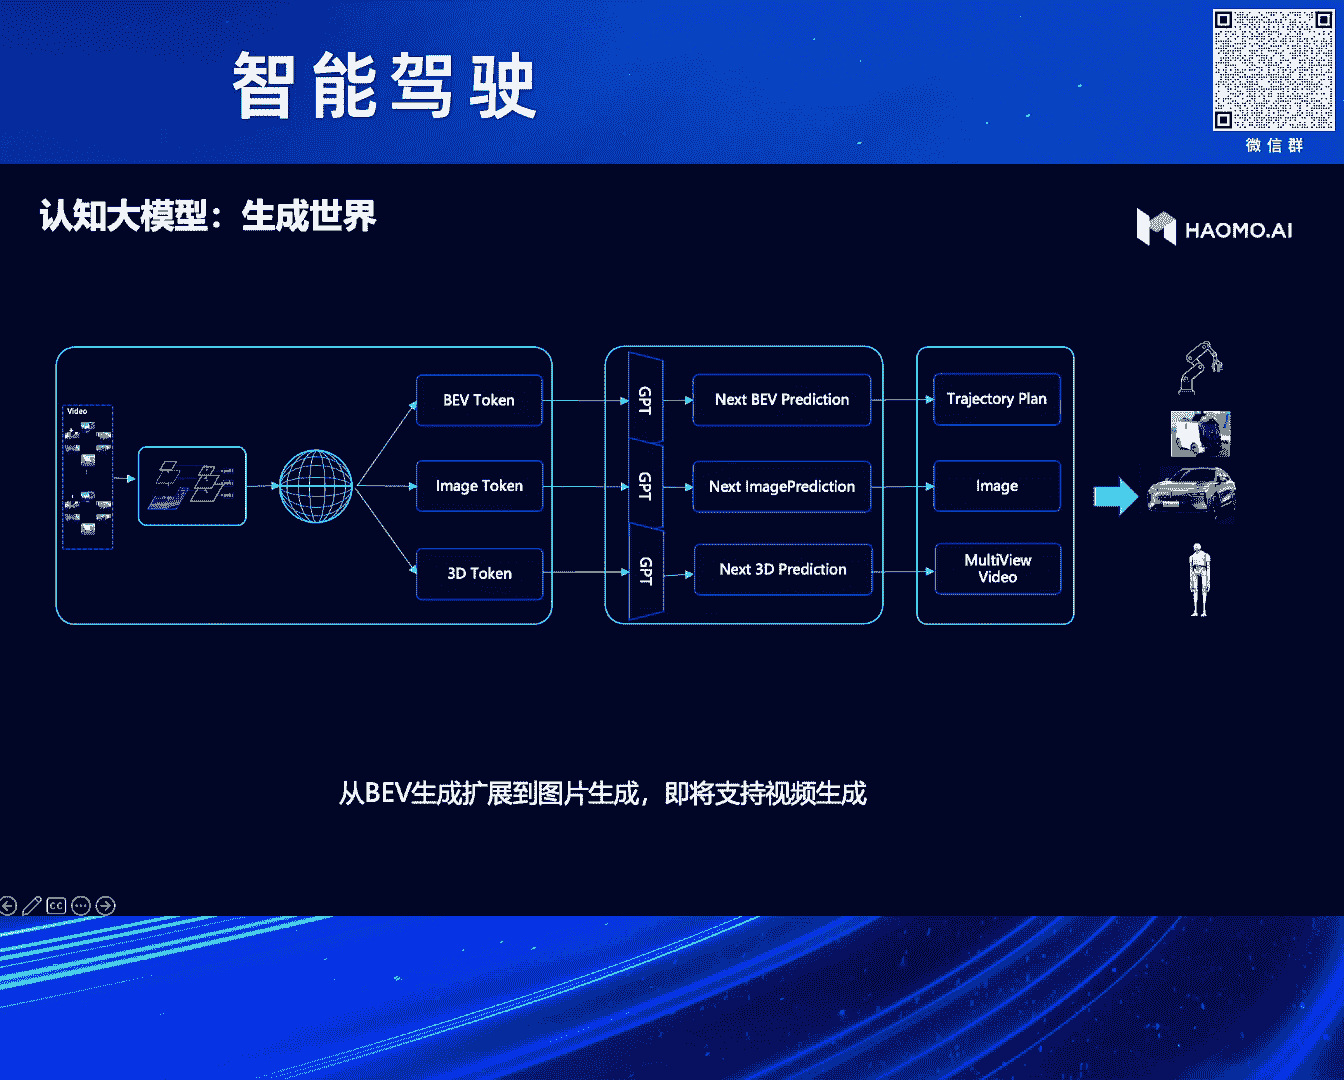 智能驾驶
微信群
认知大模型：生成世界
HAOMO.AI
Video
BEV Token
Image Token
3D Token
GPT
GPT
GPT
Next BEV Prediction
Next ImagePrediction
Next 3D Prediction
Trajectory Plan
Image
MultiView
Video
从BEV生成扩展到图片生成，即将支持视频生成
CC